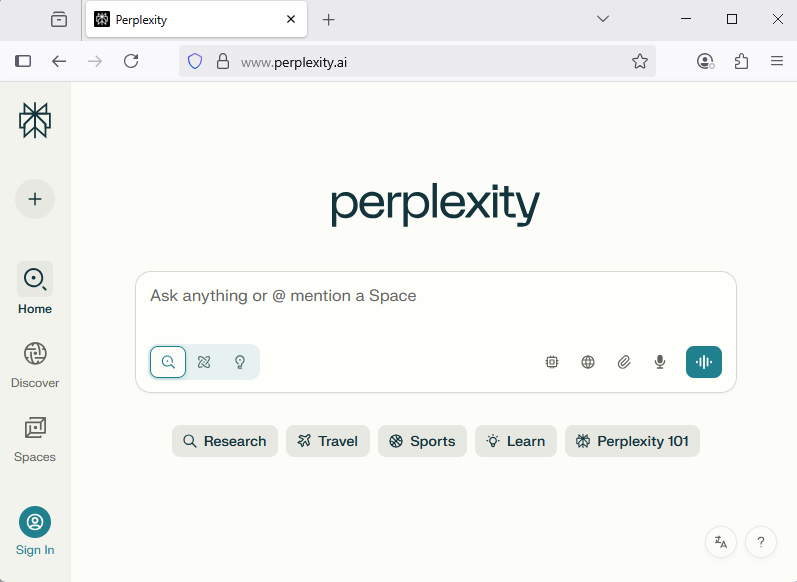 Perplexity
www.perplexity.ai
perplexity
Ask anything or @ mention a Space
Home
Discover
Spaces
Sign In
Research
Travel
Sports
Learn
Perplexity 101
?